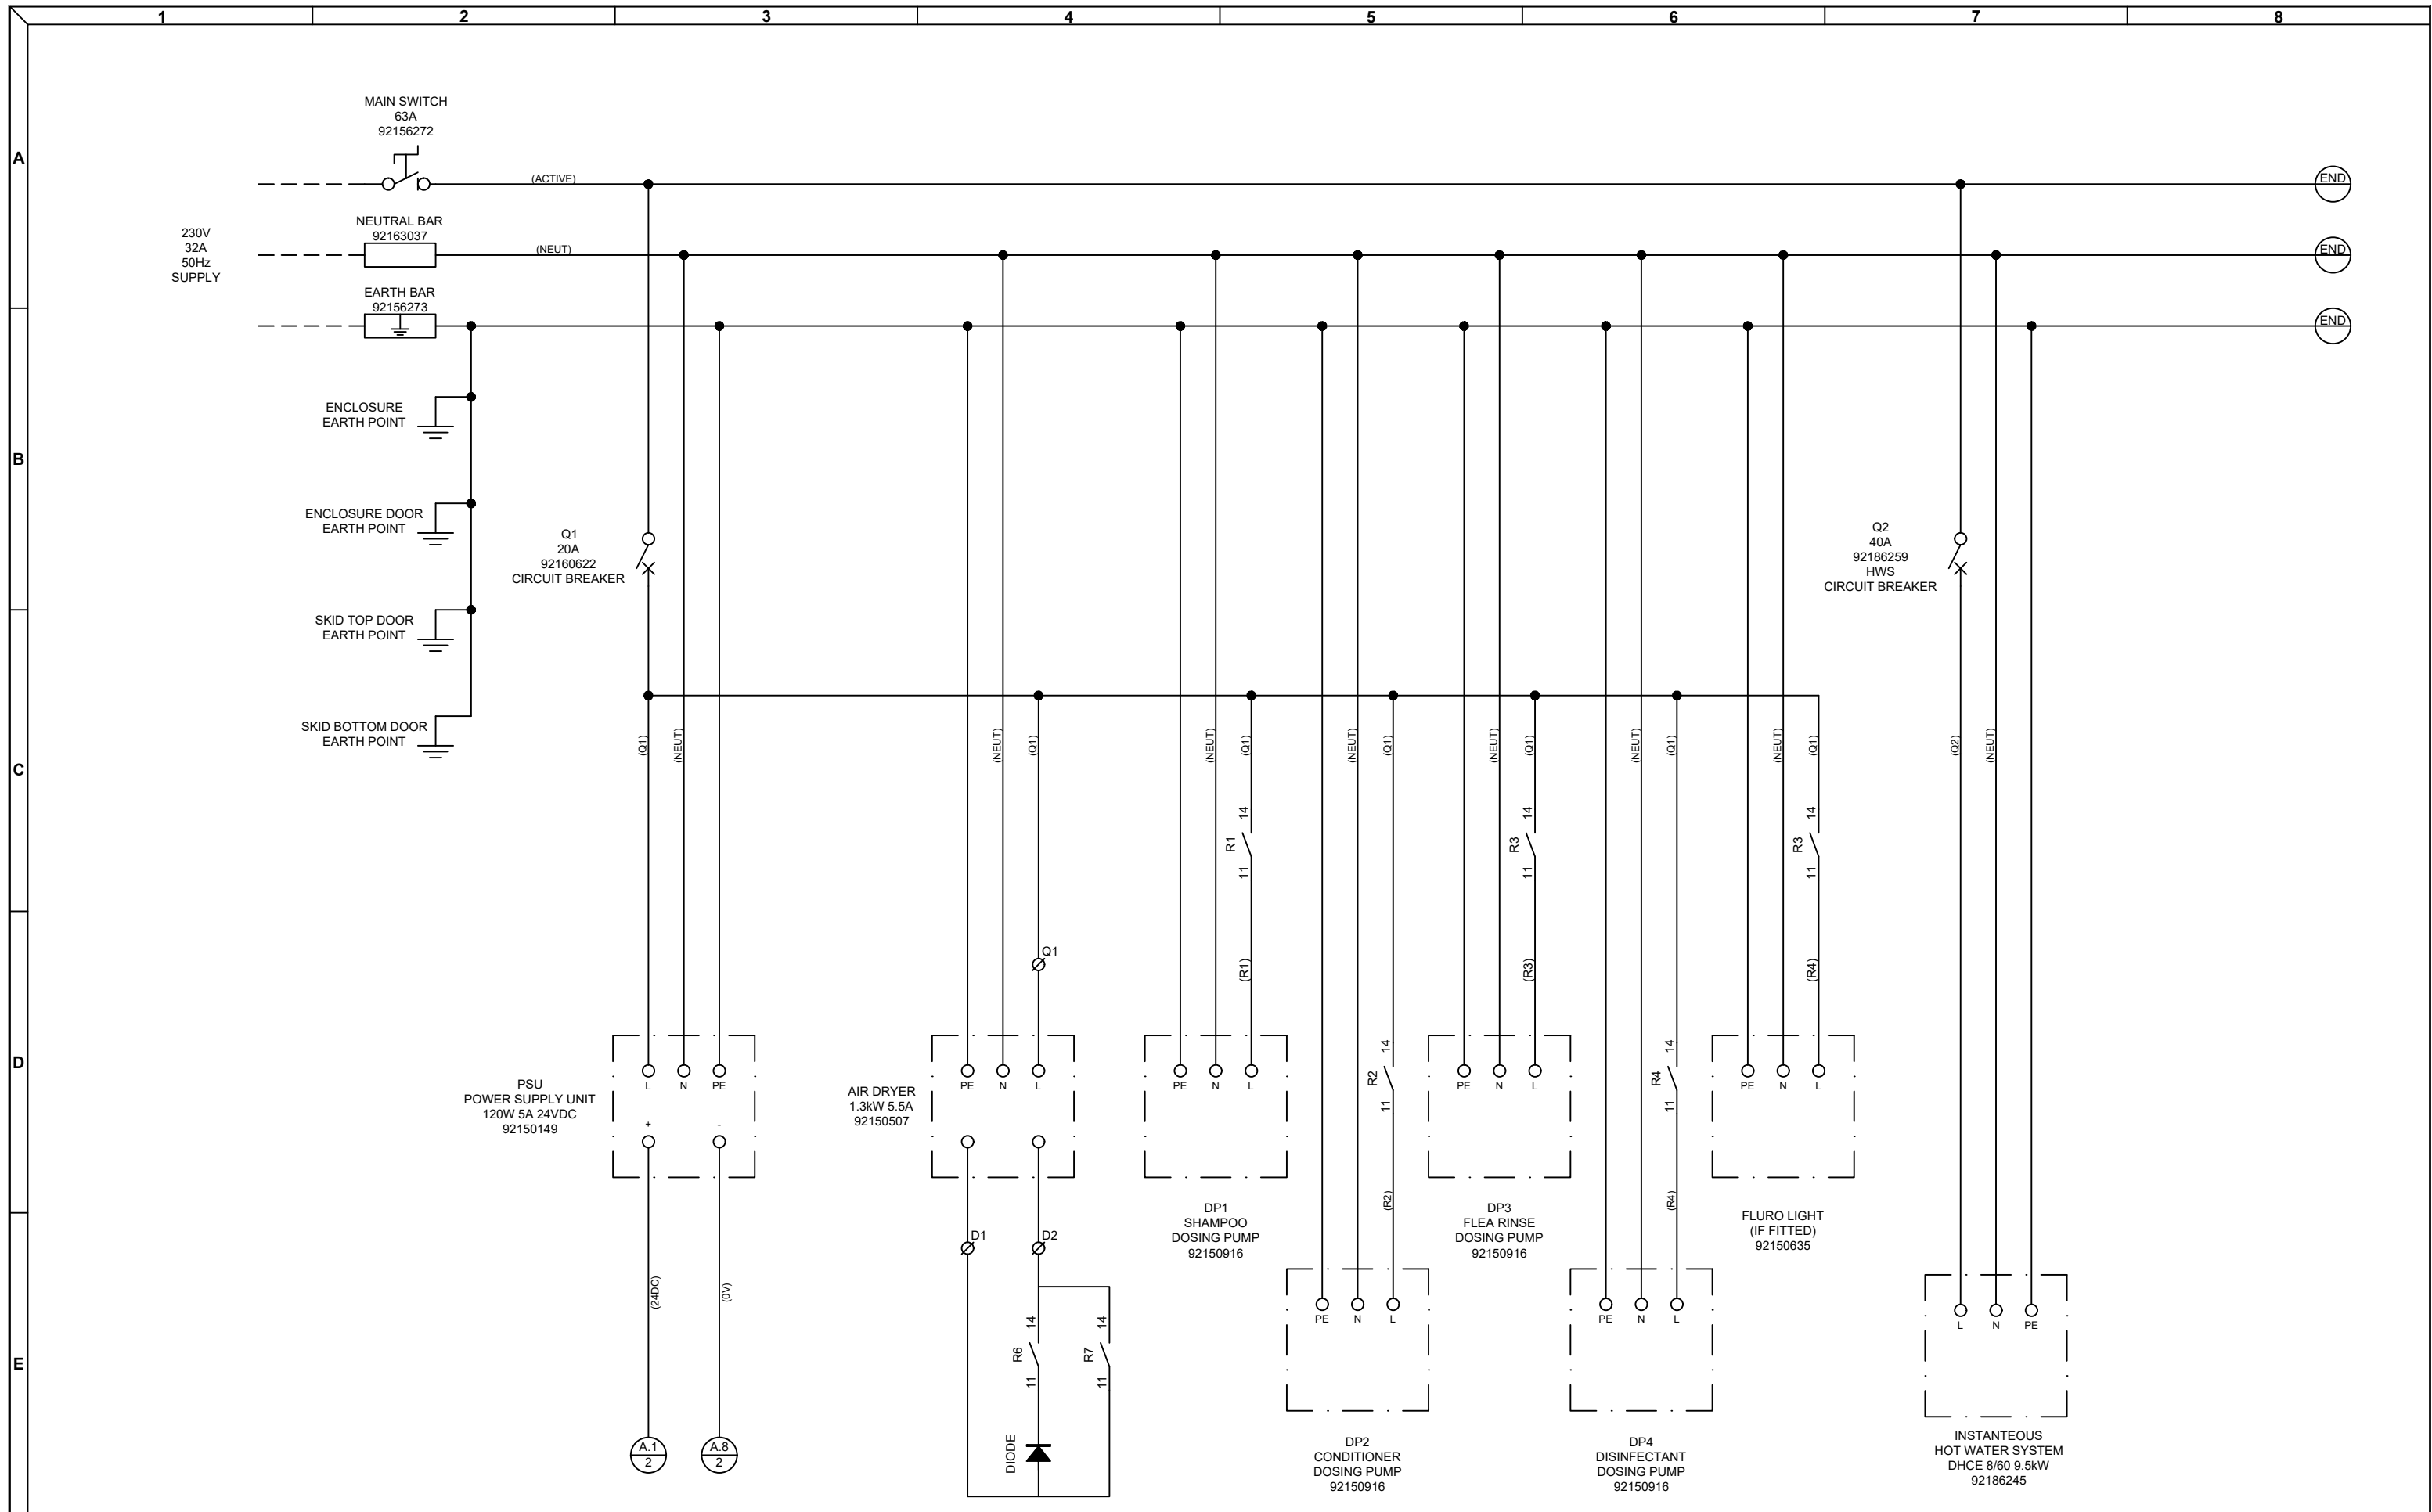 1
2
3
4
5
6
7
8
A
B
C
D
E
MAIN SWITCH
63A
92156272
(ACTIVE)
END
230V
32A
50Hz
SUPPLY
NEUTRAL BAR
92163037
(NEUT)
END
EARTH BAR
92156273
END
ENCLOSURE
EARTH POINT
ENCLOSURE DOOR
EARTH POINT
SKID TOP DOOR
EARTH POINT
SKID BOTTOM DOOR
EARTH POINT
Q1
20A
92160622
CIRCUIT BREAKER
Q2
40A
92186259
HWS
CIRCUIT BREAKER
(Q1)
(NEUT)
(NEUT)
(Q1)
(NEUT)
(Q1)
(NEUT)
(Q1)
(NEUT)
(Q1)
(NEUT)
(Q1)
(NEUT)
(Q1)
(Q2)
(NEUT)
14
R1
11
(R1)
14
R3
11
(R3)
14
R3
11
(R4)
Q1
PSU
POWER SUPPLY UNIT
120W 5A 24VDC
92150149
L
N
PE
+
-
(24DC)
(0V)
A.1
2
A.8
2
AIR DRYER
1.3kW 5.5A
92150507
PE
N
L
D1
D2
14
R6
11
14
R7
11
DIODE
PE
N
L
DP1
SHAMPOO
DOSING PUMP
92150916
14
R2
11
(R2)
PE
N
L
DP2
CONDITIONER
DOSING PUMP
92150916
PE
N
L
DP3
FLEA RINSE
DOSING PUMP
92150916
14
R4
11
(R4)
PE
N
L
DP4
DISINFECTANT
DOSING PUMP
92150916
PE
N
L
FLURO LIGHT
(IF FITTED)
92150635
L
N
PE
INSTANTEOUS
HOT WATER SYSTEM
DHCE 8/60 9.5kW
92186245